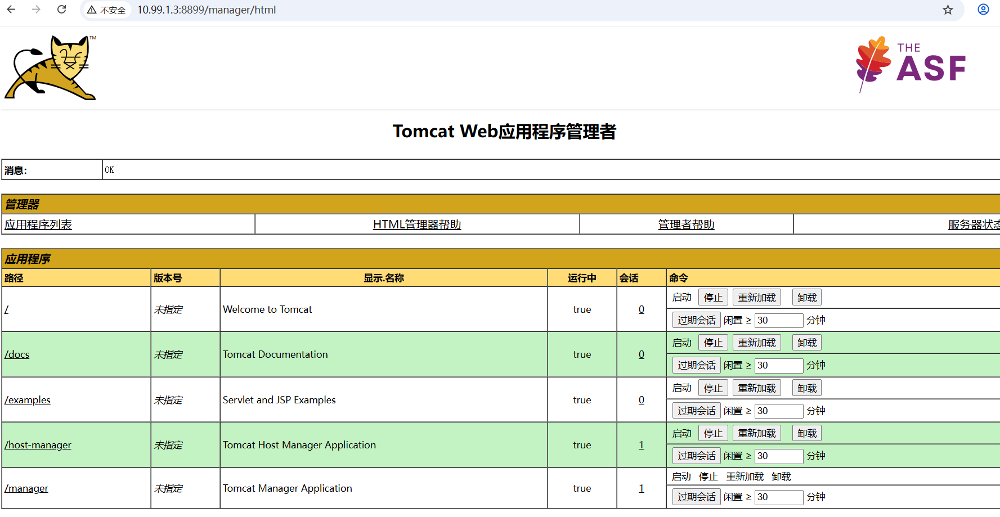 不安全 10.99.1.3:8899/manager/html
TM
THE
ASF
Tomcat Web应用程序管理者
消息： OK
管理器
应用程序列表 HTML管理器帮助 管理者帮助 服务器状态
应用程序
路径 版本号 显示.名称 运行中 会话 命令
/ 未指定 Welcome to Tomcat true 0 启动 停止 重新加载 卸载
过期会话 闲置 ≥ 30 分钟
/docs 未指定 Tomcat Documentation true 0 启动 停止 重新加载 卸载
过期会话 闲置 ≥ 30 分钟
/examples 未指定 Servlet and JSP Examples true 0 启动 停止 重新加载 卸载
过期会话 闲置 ≥ 30 分钟
/host-manager 未指定 Tomcat Host Manager Application true 1 启动 停止 重新加载 卸载
过期会话 闲置 ≥ 30 分钟
/manager 未指定 Tomcat Manager Application true 1 启动 停止 重新加载 卸载
过期会话 闲置 ≥ 30 分钟